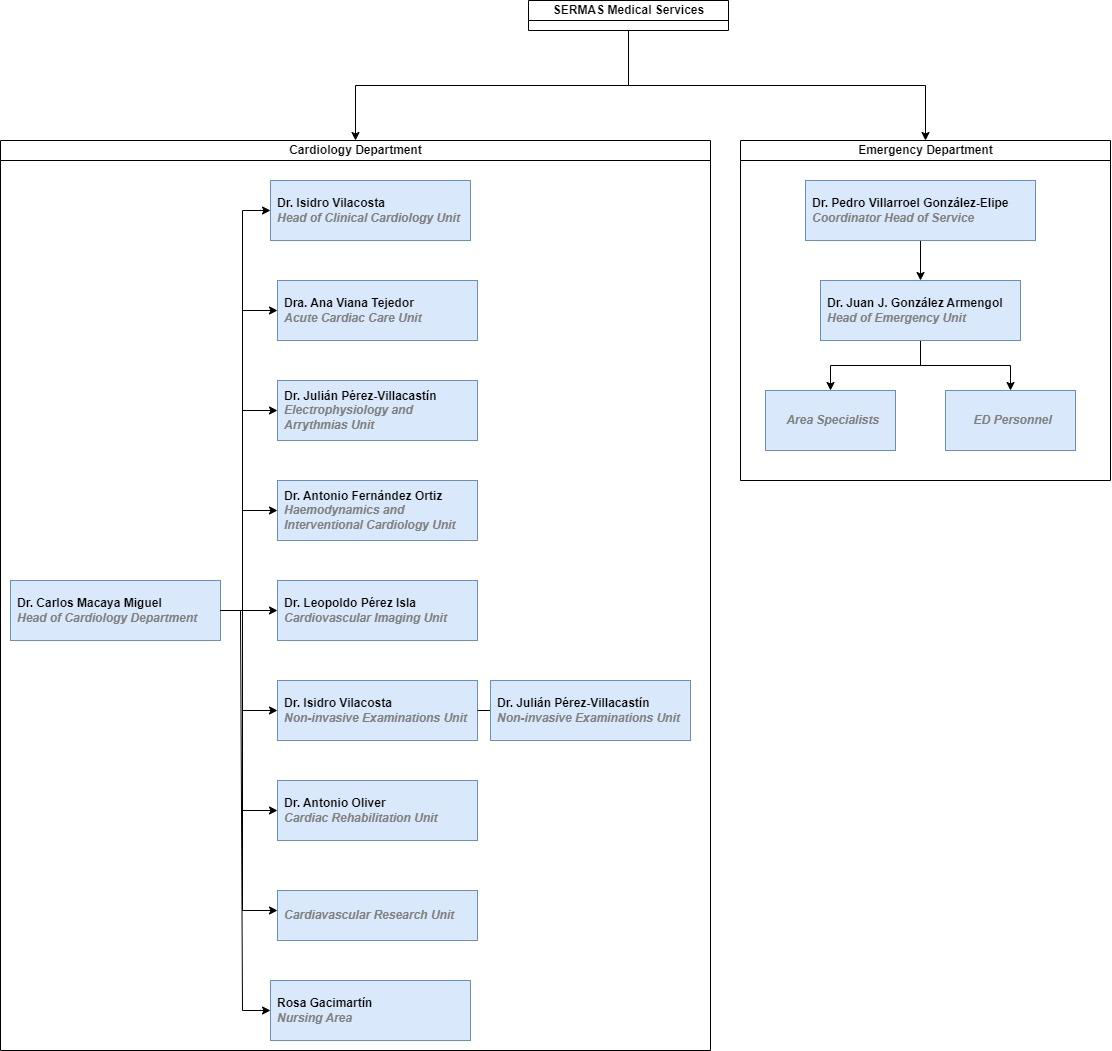 SERMAS Medical Services
Cardiology Department
Dr. Isidro Vilacosta
Head of Clinical Cardiology Unit
Dra. Ana Viana Tejedor
Acute Cardiac Care Unit
Dr. Julián Pérez-Villacastín
Electrophysiology and
Arrythmias Unit
Dr. Antonio Fernández Ortiz
Haemodynamics and
Interventional Cardiology Unit
Dr. Carlos Macaya Miguel
Head of Cardiology Department
Dr. Leopoldo Pérez Isla
Cardiovascular Imaging Unit
Dr. Isidro Vilacosta
Non-invasive Examinations Unit
Dr. Julián Pérez-Villacastín
Non-invasive Examinations Unit
Dr. Antonio Oliver
Cardiac Rehabilitation Unit
Cardiavascular Research Unit
Rosa Gacimartín
Nursing Area
Emergency Department
Dr. Pedro Villarroel González-Elipe
Coordinator Head of Service
Dr. Juan J. González Armengol
Head of Emergency Unit
Area Specialists
ED Personnel